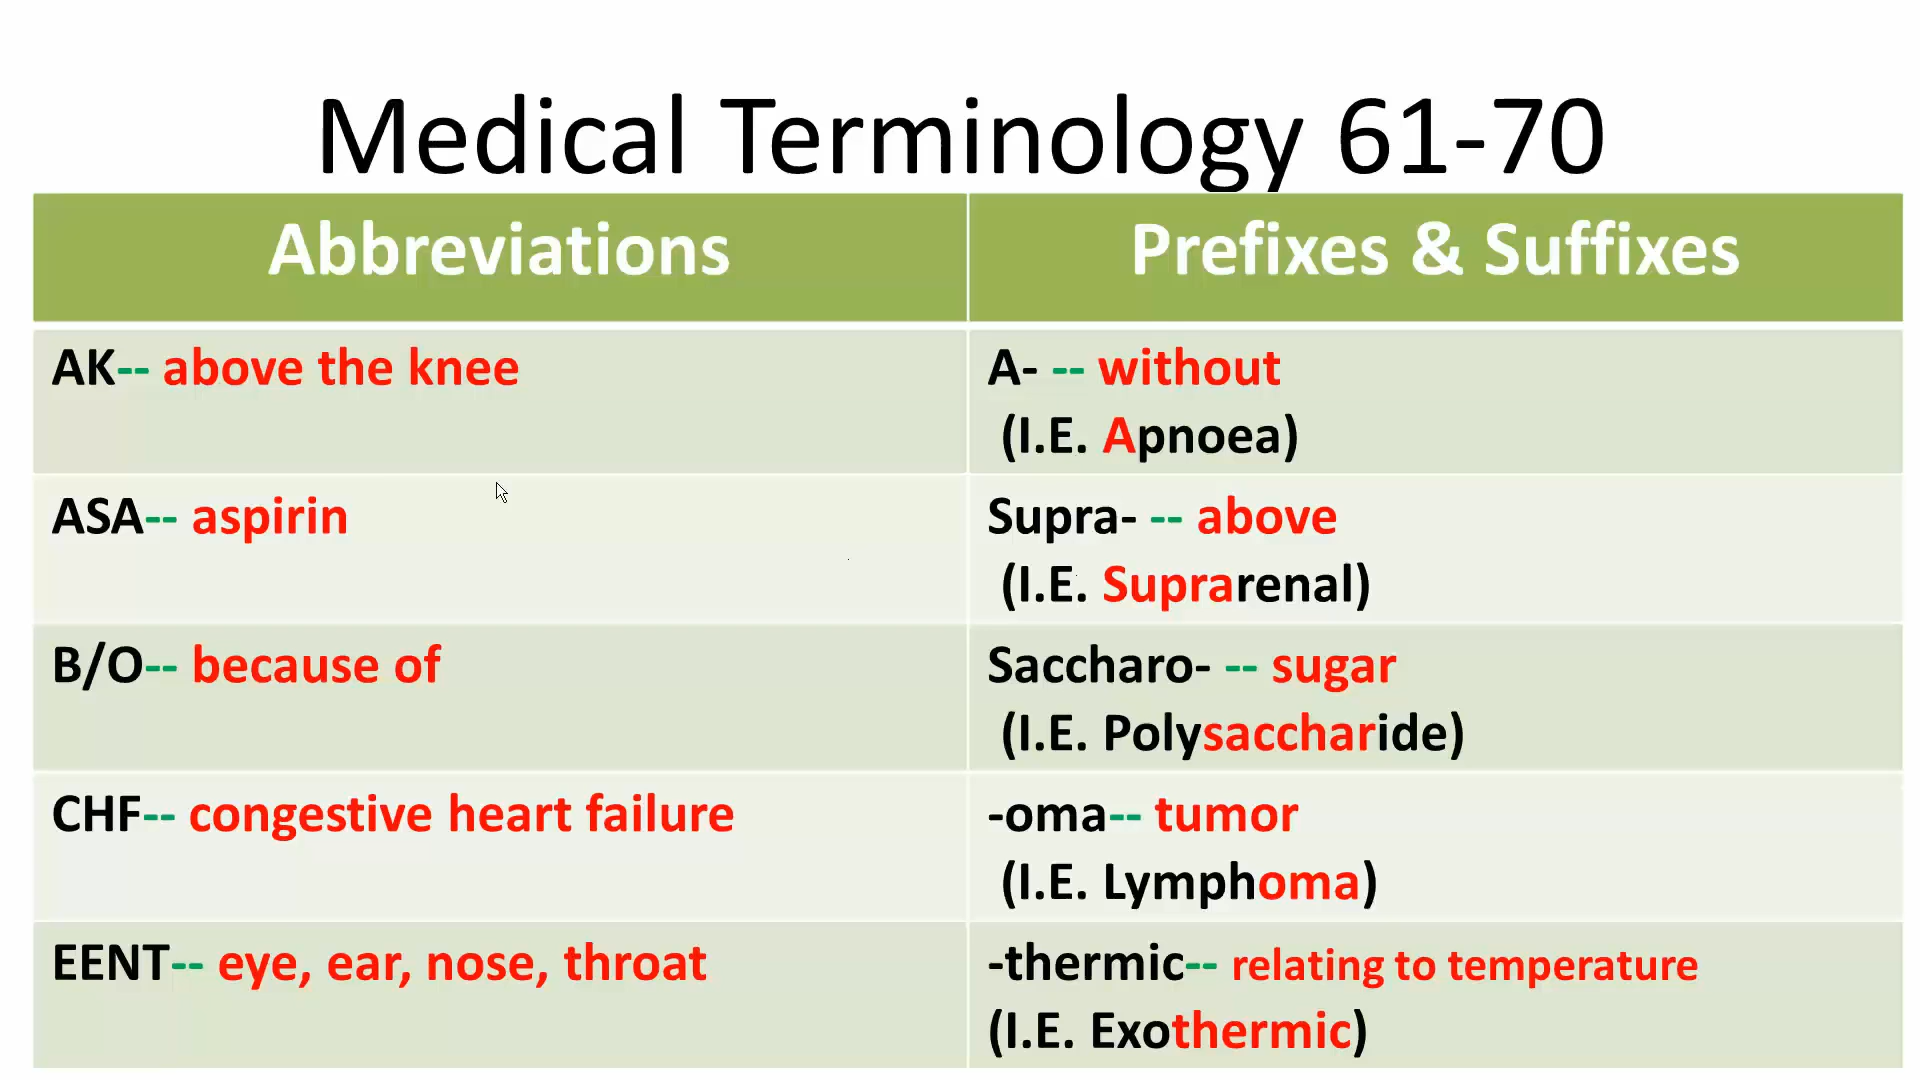 Medical Terminology 61-70
Abbreviations
Prefixes & Suffixes
AK-- above the knee
A- -- without
(I.E. Apnoea)
ASA-- aspirin
Supra- -- above
(I.E. Suprarenal)
B/O-- because of
Saccharo- -- sugar
(I.E. Polysaccharide)
CHF-- congestive heart failure
-oma-- tumor
(I.E. Lymphoma)
EENT-- eye, ear, nose, throat
-thermic-- relating to temperature
(I.E. Exothermic)